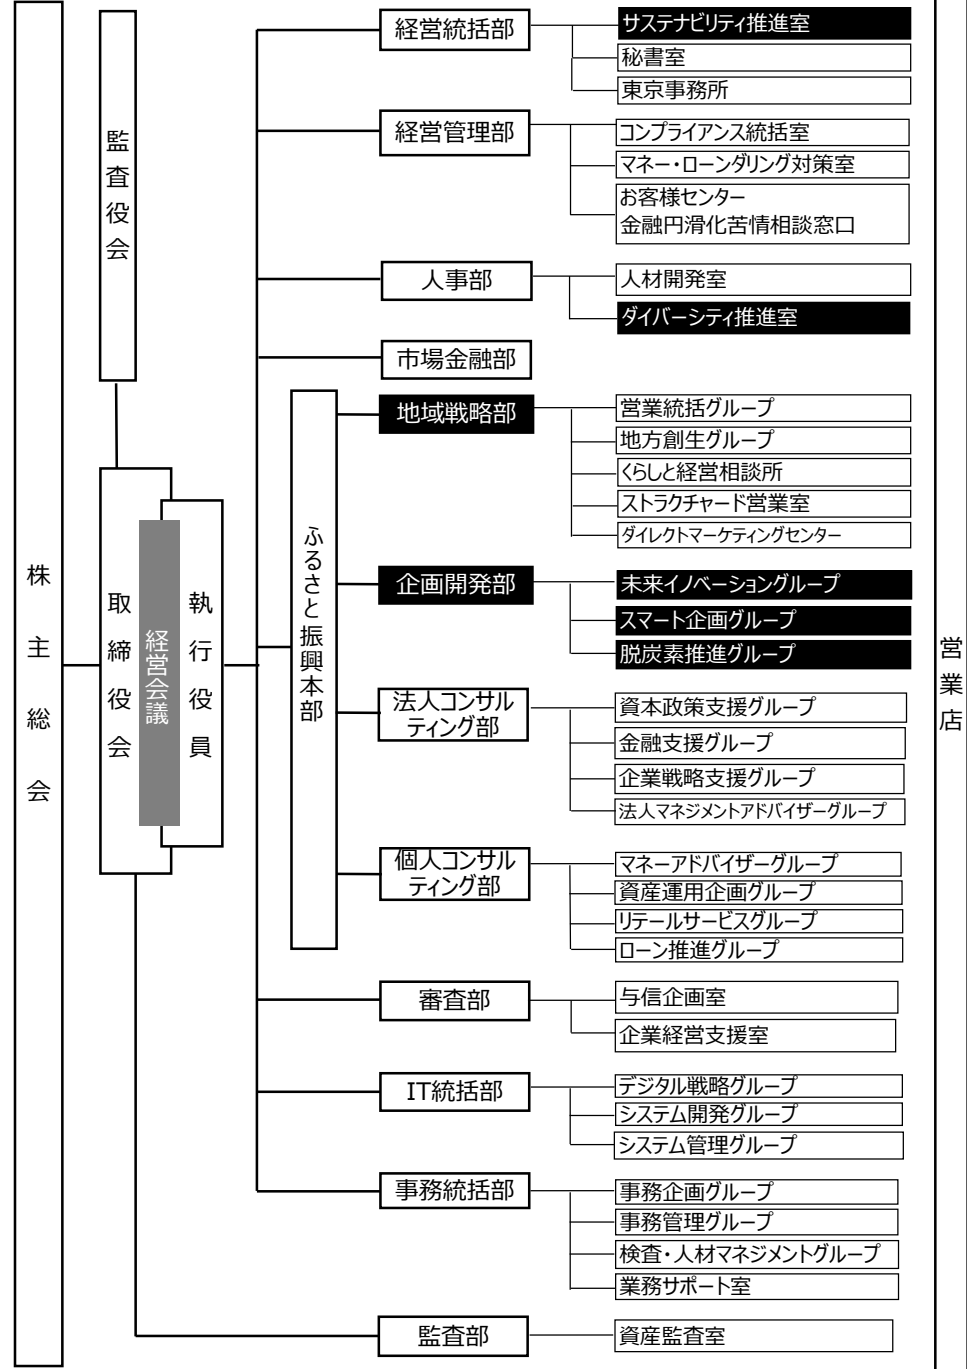 株主総会
監査役会
取締役会
経営会議
執行役員
経営統括部
サステナビリティ推進室
秘書室
東京事務所
経営管理部
コンプライアンス統括室
マネー・ローンダリング対策室
お客様センター
金融円滑化苦情相談窓口
人事部
人材開発室
ダイバーシティ推進室
市場金融部
ふるさと振興本部
地域戦略部
営業統括グループ
地方創生グループ
くらしと経営相談所
ストラクチャード営業室
ダイレクトマーケティングセンター
企画開発部
未来イノベーショングループ
スマート企画グループ
脱炭素推進グループ
法人コンサル
ティング部
資本政策支援グループ
金融支援グループ
企業戦略支援グループ
法人マネジメントアドバイザーグループ
個人コンサル
ティング部
マネーアドバイザーグループ
資産運用企画グループ
リテールサービスグループ
ローン推進グループ
審査部
与信企画室
企業経営支援室
IT統括部
デジタル戦略グループ
システム開発グループ
システム管理グループ
事務統括部
事務企画グループ
事務管理グループ
検査・人材マネジメントグループ
業務サポート室
監査部
資産監査室
営業店